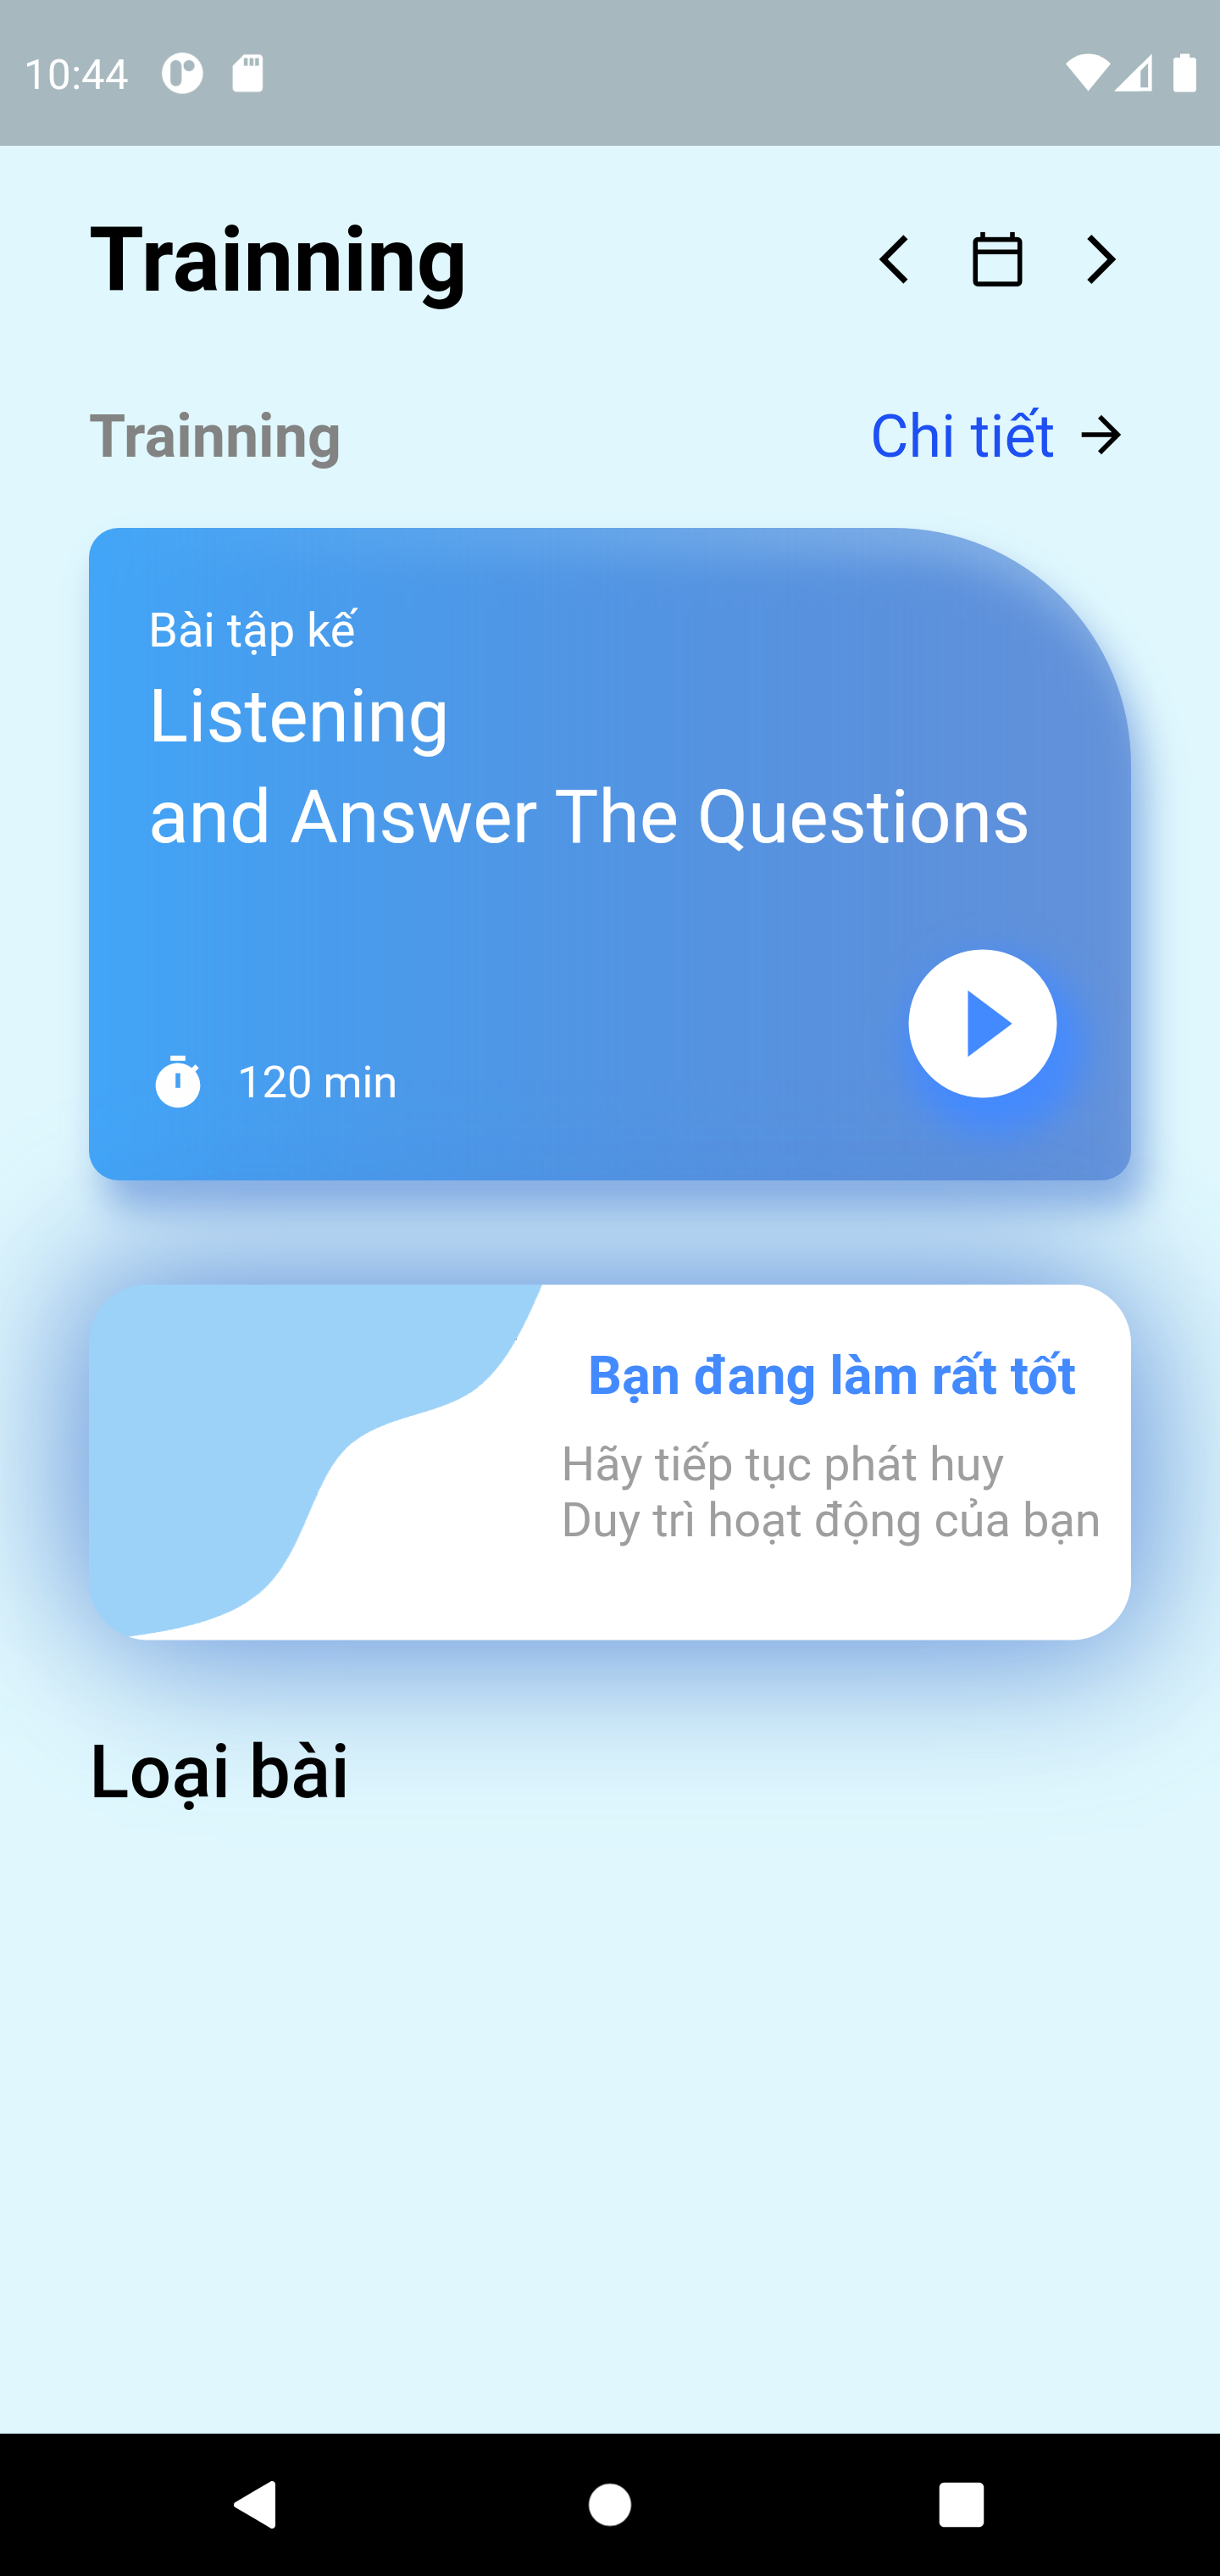 10:44
Trainning
Trainning
Chi tiết
Bài tập kế
Listening
and Answer The Questions
120 min
Bạn đang làm rất tốt
Hãy tiếp tục phát huy
Duy trì hoạt động của bạn
Loại bài